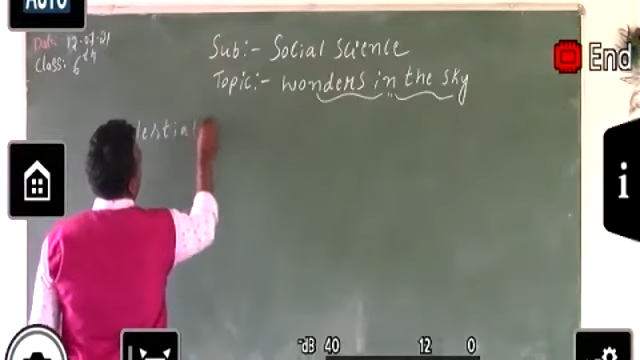 AUTO
Date: 12-07-21
Class: 6th
Sub:- Social Science
Topic:- Wonders in the sky
lestial
End
i
-dB 40 12 0